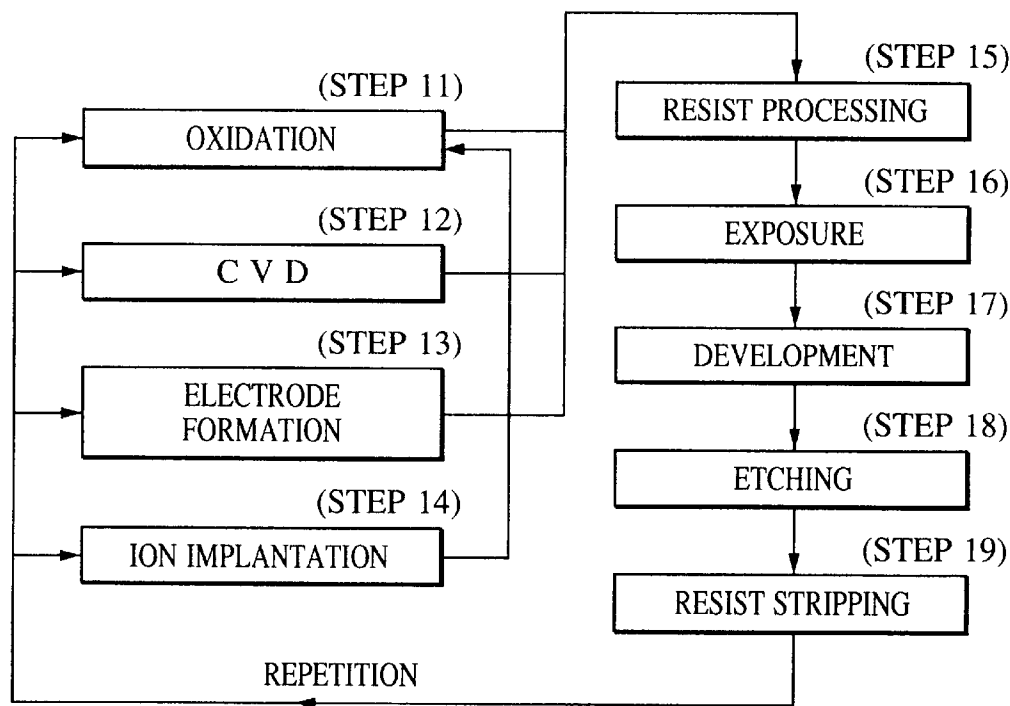 (STEP 11)
OXIDATION
(STEP 12)
C V D
(STEP 13)
ELECTRODE
FORMATION
(STEP 14)
ION IMPLANTATION
(STEP 15)
RESIST PROCESSING
(STEP 16)
EXPOSURE
(STEP 17)
DEVELOPMENT
(STEP 18)
ETCHING
(STEP 19)
RESIST STRIPPING
REPETITION